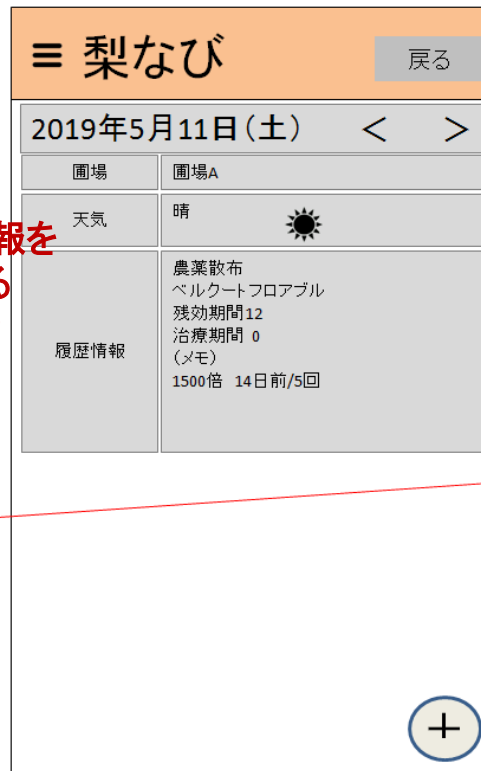 ≡ 梨なび
戻る
2019年5月11日(土) < >
圃場
圃場A
天気
晴
報を
る
履歴情報
農薬散布
ベルクートフロアブル
残効期間12
治療期間 0
(メモ)
1500倍 14日前/5回
+